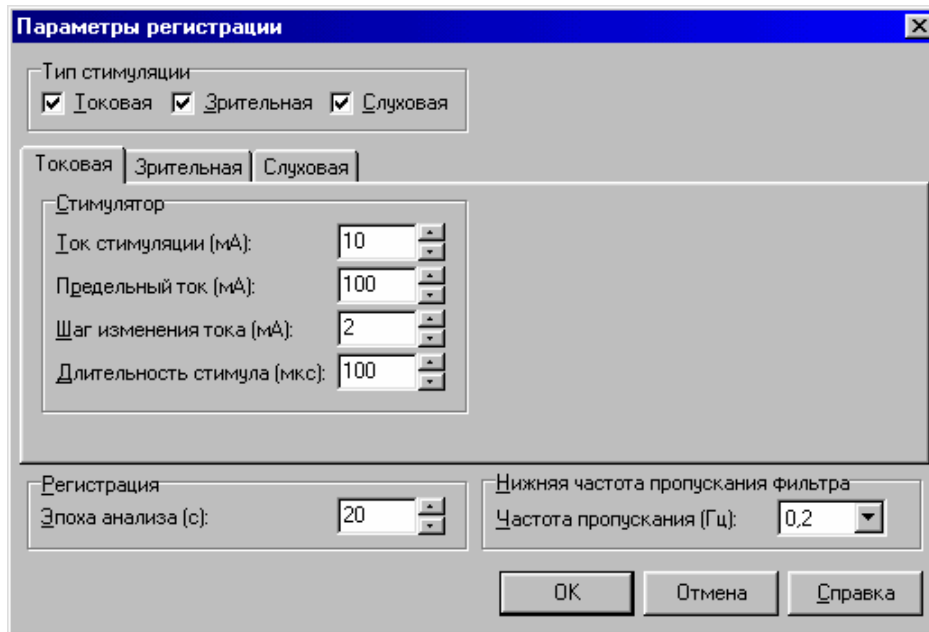 Параметры регистрации
Тип стимуляции
Токовая Зрительная Слуховая
Токовая Зрительная Слуховая
Стимулятор
Ток стимуляции (мА): 10
Предельный ток (мА): 100
Шаг изменения тока (мА): 2
Длительность стимула (мкс): 100
Регистрация
Эпоха анализа (с): 20
Нижняя частота пропускания фильтра
Частота пропускания (Гц): 0,2
OK Отмена Справка